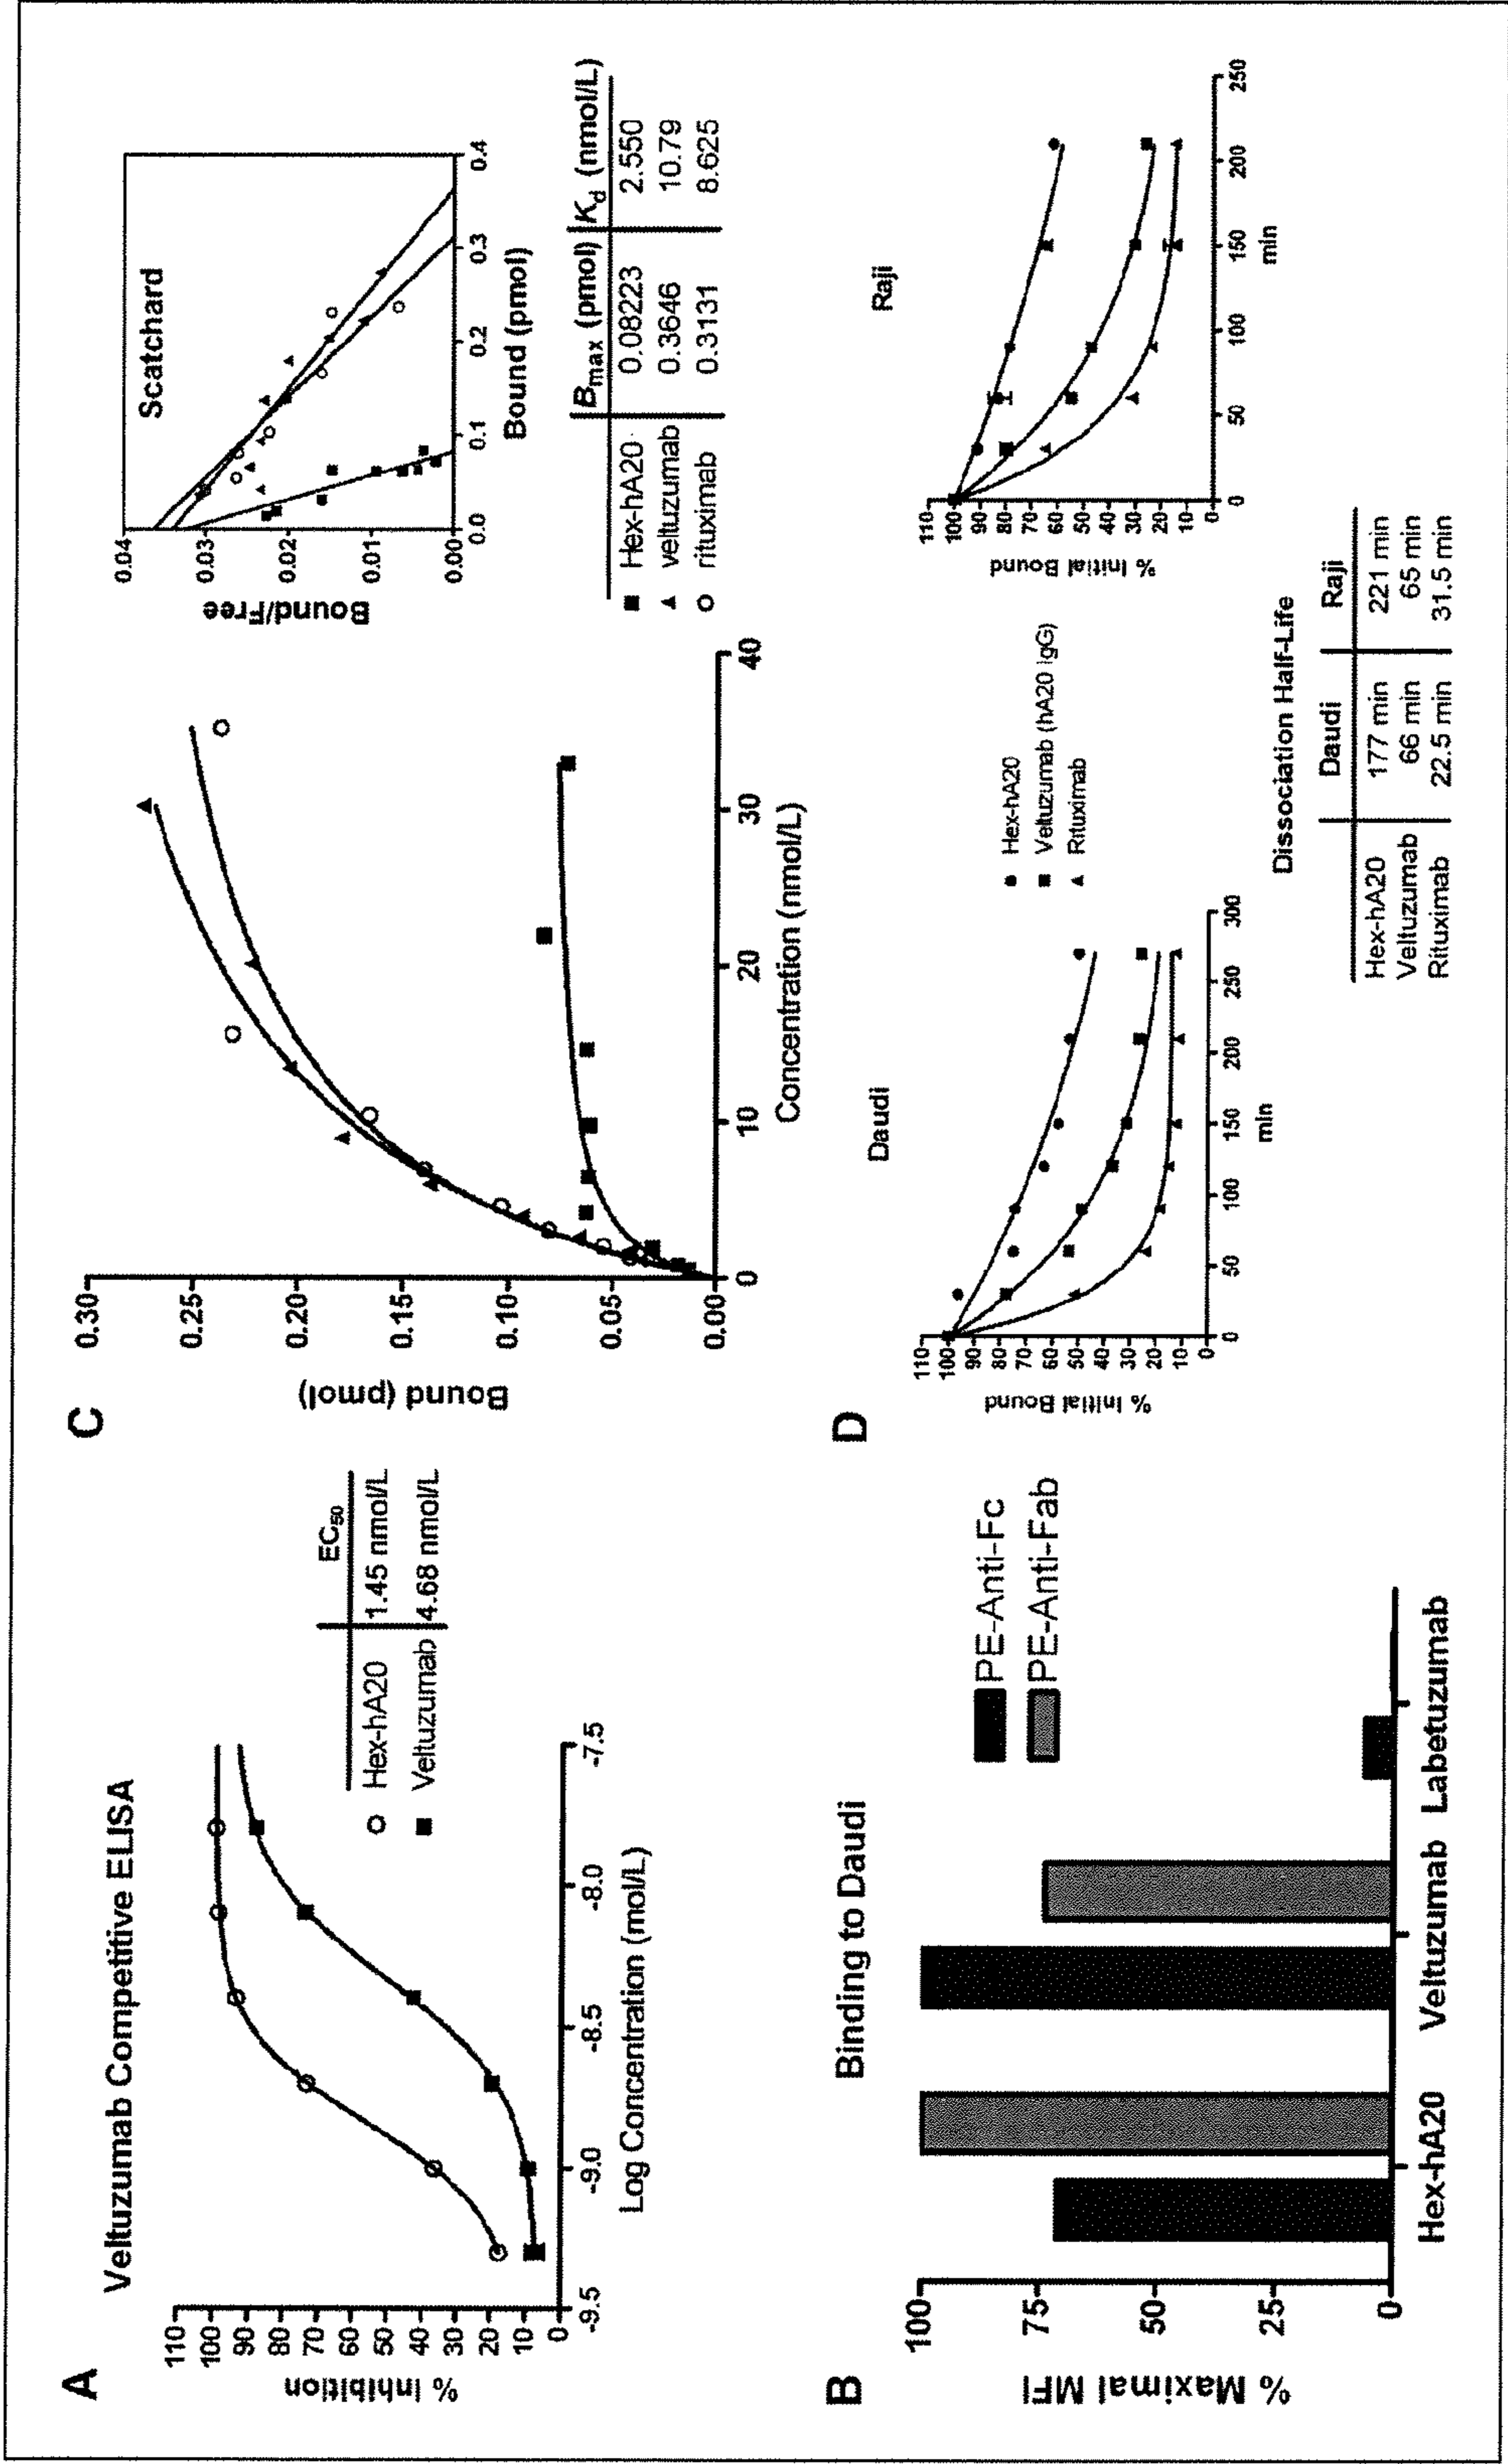 A
Veltuzumab Competitive ELISA
% Inhibition
110
100
90
80
70
60
50
40
30
20
10
0
-9.5
-9.0
-8.5
-8.0
-7.5
Log Concentration (mol/L)
EC50
Hex-hA20 1.45 nmol/L
Veltuzumab 4.68 nmol/L
B
Binding to Daudi
% Maximal MFI
100
75
50
25
0
Hex-hA20 Veltuzumab Labetuzumab
PE-Anti-Fc
PE-Anti-Fab
C
Bound (pmol)
0.30
0.25
0.20
0.15
0.10
0.05
0.00
0 10 20 30 40
Concentration (nmol/L)
Scatchard
Bound/Free
0.04
0.03
0.02
0.01
0.00
0.0 0.1 0.2 0.3 0.4
Bound (pmol)
Bmax (pmol) Kd (nmol/L)
Hex-hA20 0.08223 2.550
veltuzumab 0.3646 10.79
rituximab 0.3131 8.625
D
Daudi
% Initial Bound
110
100
90
80
70
60
50
40
30
20
10
0
0 50 100 150 200 250 300
min
Hex-hA20
Veltuzumab (hA20 IgG)
Rituximab
Raji
% Initial Bound
110
100
90
80
70
60
50
40
30
20
10
0
0 50 100 150 200 250
min
Dissociation Half-Life
Daudi Raji
Hex-hA20 177 min 221 min
Veltuzumab 66 min 65 min
Rituximab 22.5 min 31.5 min